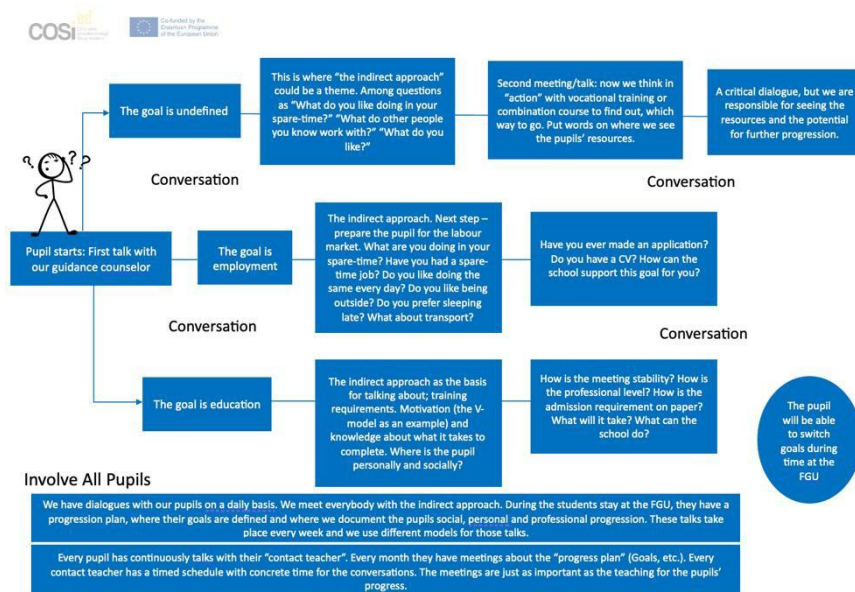 COSi
Co-funded by the
Erasmus+ Programme
of the European Union
This is where "the indirect approach"
could be a theme. Among questions
as "What do you like doing in your
spare-time?" "What do other people
you know work with?" "What do you
like?"
Second meeting/talk: now we think in
"action" with vocational training or
combination course to find out, which
way to go. Put words on where we see
the pupils' resources.
A critical dialogue, but we are
responsible for seeing the
resources and the potential
for further progression.
The goal is undefined
? ? ?
Conversation
Conversation
Pupil starts: First talk with
our guidance counselor
The goal is
employment
The indirect approach. Next step –
prepare the pupil for the labour
market. What are you doing in your
spare-time? Have you had a spare-
time job? Do you like doing the
same every day? Do you like being
outside? Do you prefer sleeping
late? What about transport?
Have you ever made an application?
Do you have a CV? How can the
school support this goal for you?
Conversation
Conversation
The goal is education
The indirect approach as the basis
for talking about; training
requirements. Motivation (the V-
model as an example) and
knowledge about what it takes to
complete. Where is the pupil
personally and socially?
How is the meeting stability? How is
the professional level? How is the
admission requirement on paper?
What will it take? What can the
school do?
The pupil
will be able
to switch
goals during
time at the
FGU
Involve All Pupils
We have dialogues with our pupils on a daily basis. We meet everybody with the indirect approach. During the students stay at the FGU, they have a
progression plan, where their goals are defined and where we document the pupils social, personal and professional progression. These talks take
place every week and we use different models for those talks.
Every pupil has continuously talks with their "contact teacher". Every month they have meetings about the "progress plan" (Goals, etc.). Every
contact teacher has a timed schedule with concrete time for the conversations. The meetings are just as important as the teaching for the pupils'
progress.